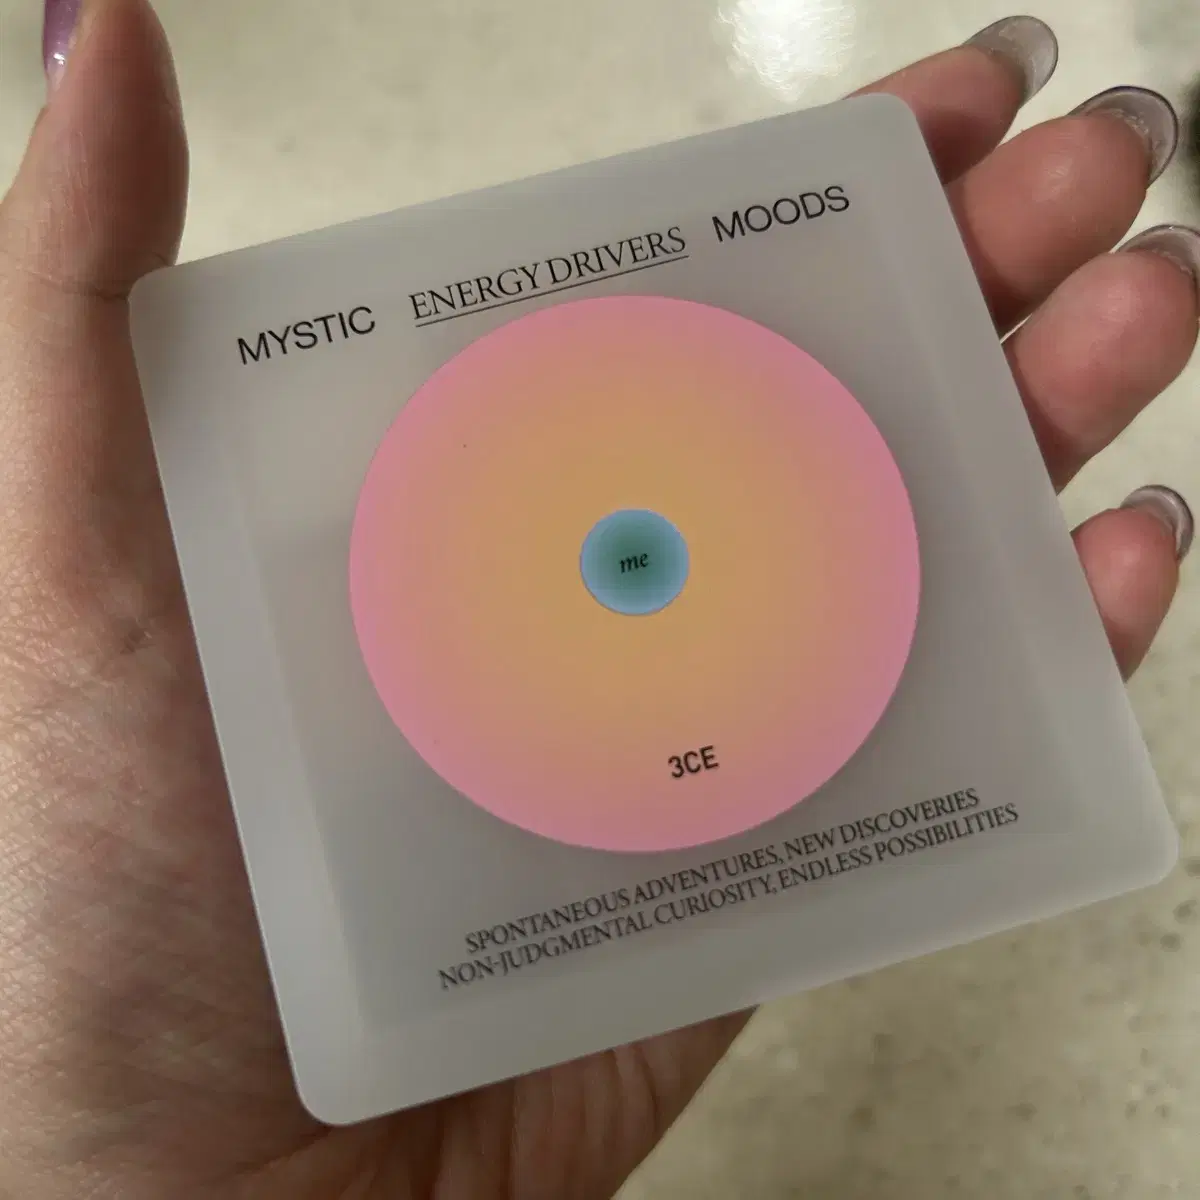 MYSTIC ENERGY DRIVERS MOODS
me
3CE
SPONTANEOUS ADVENTURES, NEW DISCOVERIES
NON-JUDGMENTAL CURIOSITY, ENDLESS POSSIBILITIES